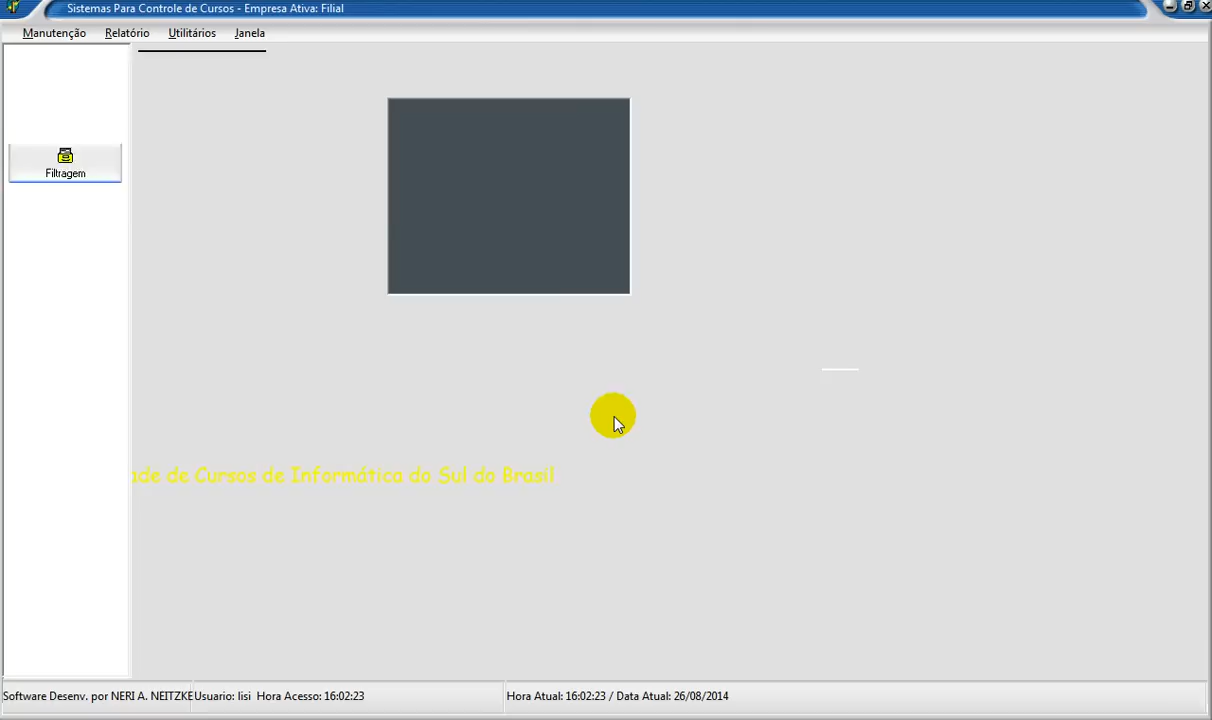 Sistemas Para Controle de Cursos - Empresa Ativa: Filial
Manutenção Relatório Utilitários Janela
Filtragem
de Cursos de Informática do Sul do Brasil
Software Desenv. por NERI A. NEITZKE Usuario: lisi Hora Acesso: 16:02:23 Hora Atual: 16:02:23 / Data Atual: 26/08/2014